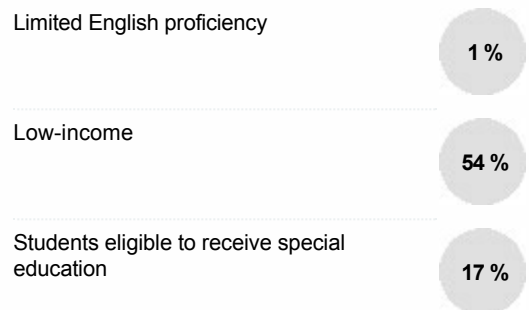 Limited English proficiency
1 %
Low-income
54 %
Students eligible to receive special
education
17 %